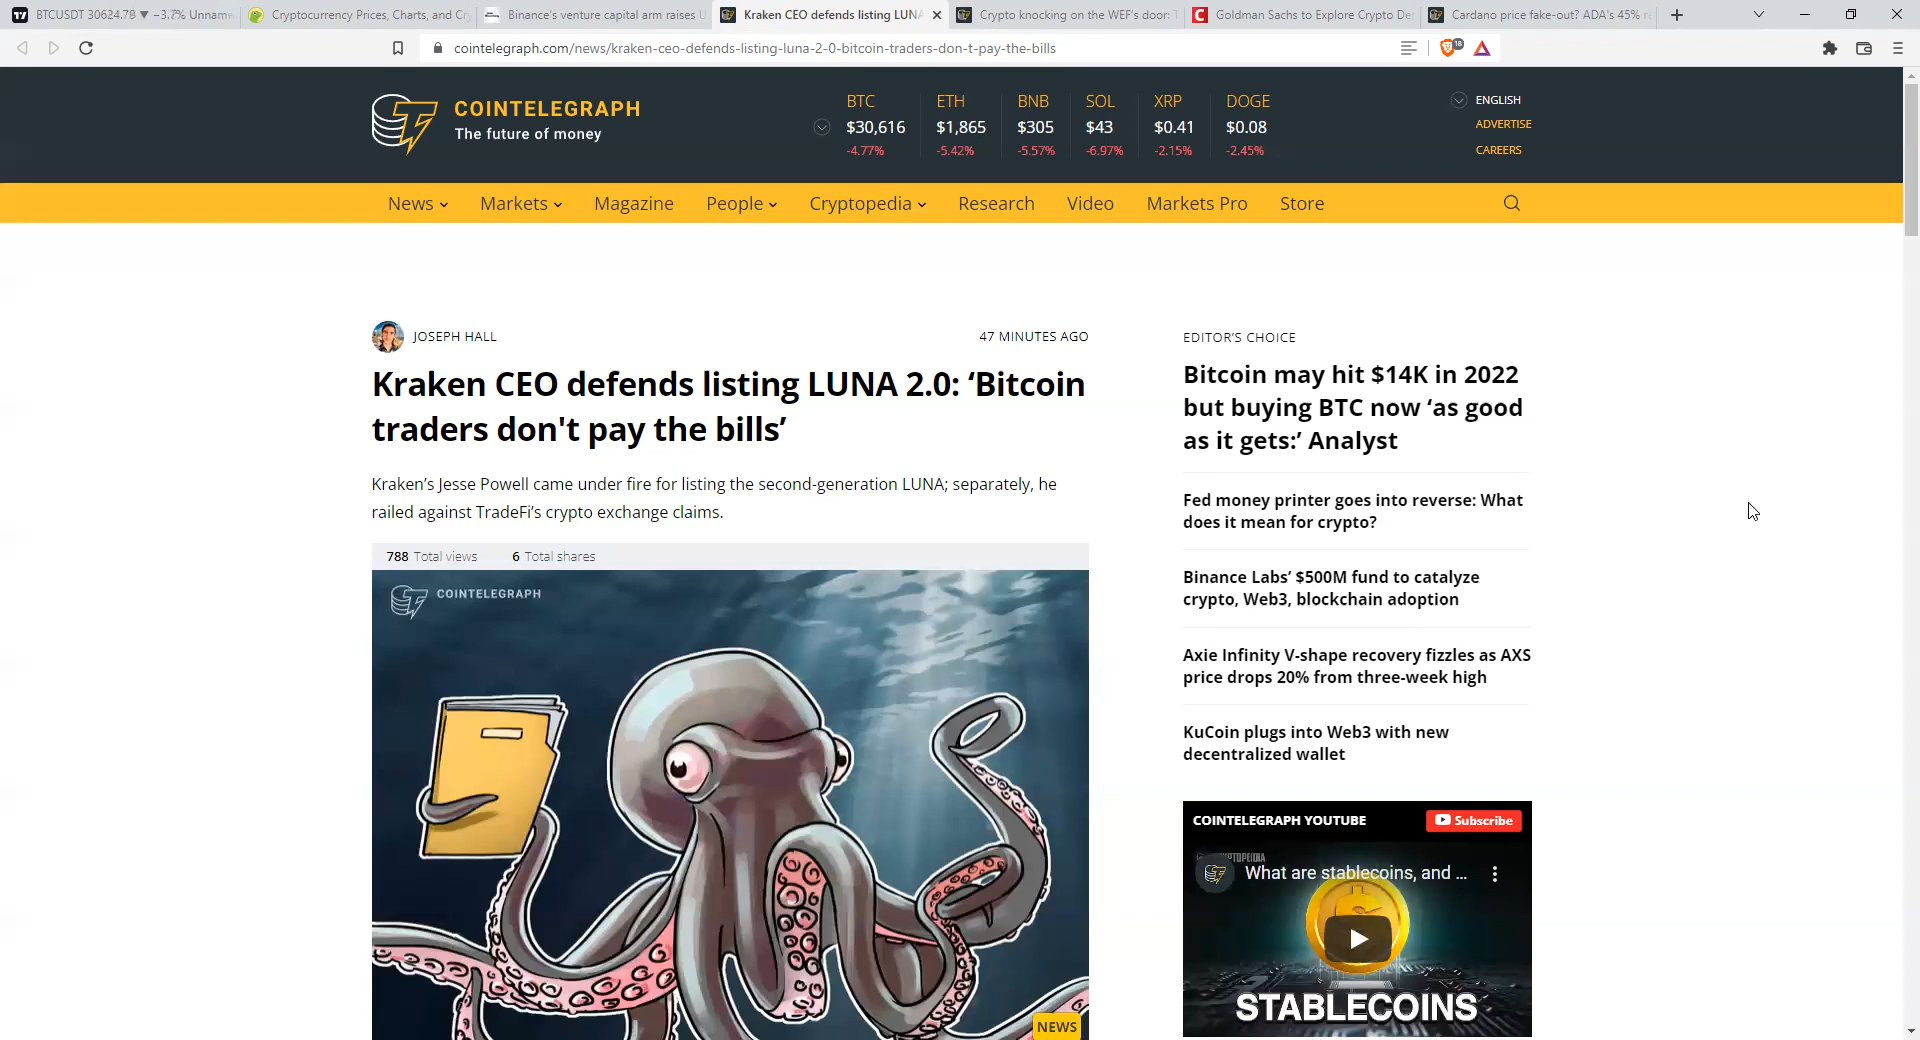 BTCUSDT 30624.78 ▼ −3.7% Unname
Cryptocurrency Prices, Charts, and Cr
Binance's venture capital arm raises U
Kraken CEO defends listing LUNA
Crypto knocking on the WEF's door: T
Goldman Sachs to Explore Crypto De
Cardano price fake-out? ADA's 45% r
cointelegraph.com/news/kraken-ceo-defends-listing-luna-2-0-bitcoin-traders-don-t-pay-the-bills
18
COINTELEGRAPH
The future of money
BTC ETH BNB SOL XRP DOGE
$30,616 $1,865 $305 $43 $0.41 $0.08
-4.77% -5.42% -5.57% -6.97% -2.15% -2.45%
ENGLISH
ADVERTISE
CAREERS
News Markets Magazine People Cryptopedia Research Video Markets Pro Store
JOSEPH HALL
47 MINUTES AGO
Kraken CEO defends listing LUNA 2.0: ‘Bitcoin
traders don't pay the bills’
Kraken’s Jesse Powell came under fire for listing the second-generation LUNA; separately, he
railed against TradeFi’s crypto exchange claims.
788 Total views 6 Total shares
COINTELEGRAPH
NEWS
EDITOR’S CHOICE
Bitcoin may hit $14K in 2022
but buying BTC now ‘as good
as it gets:’ Analyst
Fed money printer goes into reverse: What
does it mean for crypto?
Binance Labs’ $500M fund to catalyze
crypto, Web3, blockchain adoption
Axie Infinity V-shape recovery fizzles as AXS
price drops 20% from three-week high
KuCoin plugs into Web3 with new
decentralized wallet
COINTELEGRAPH YOUTUBE
Subscribe
What are stablecoins, and ...
STABLECOINS